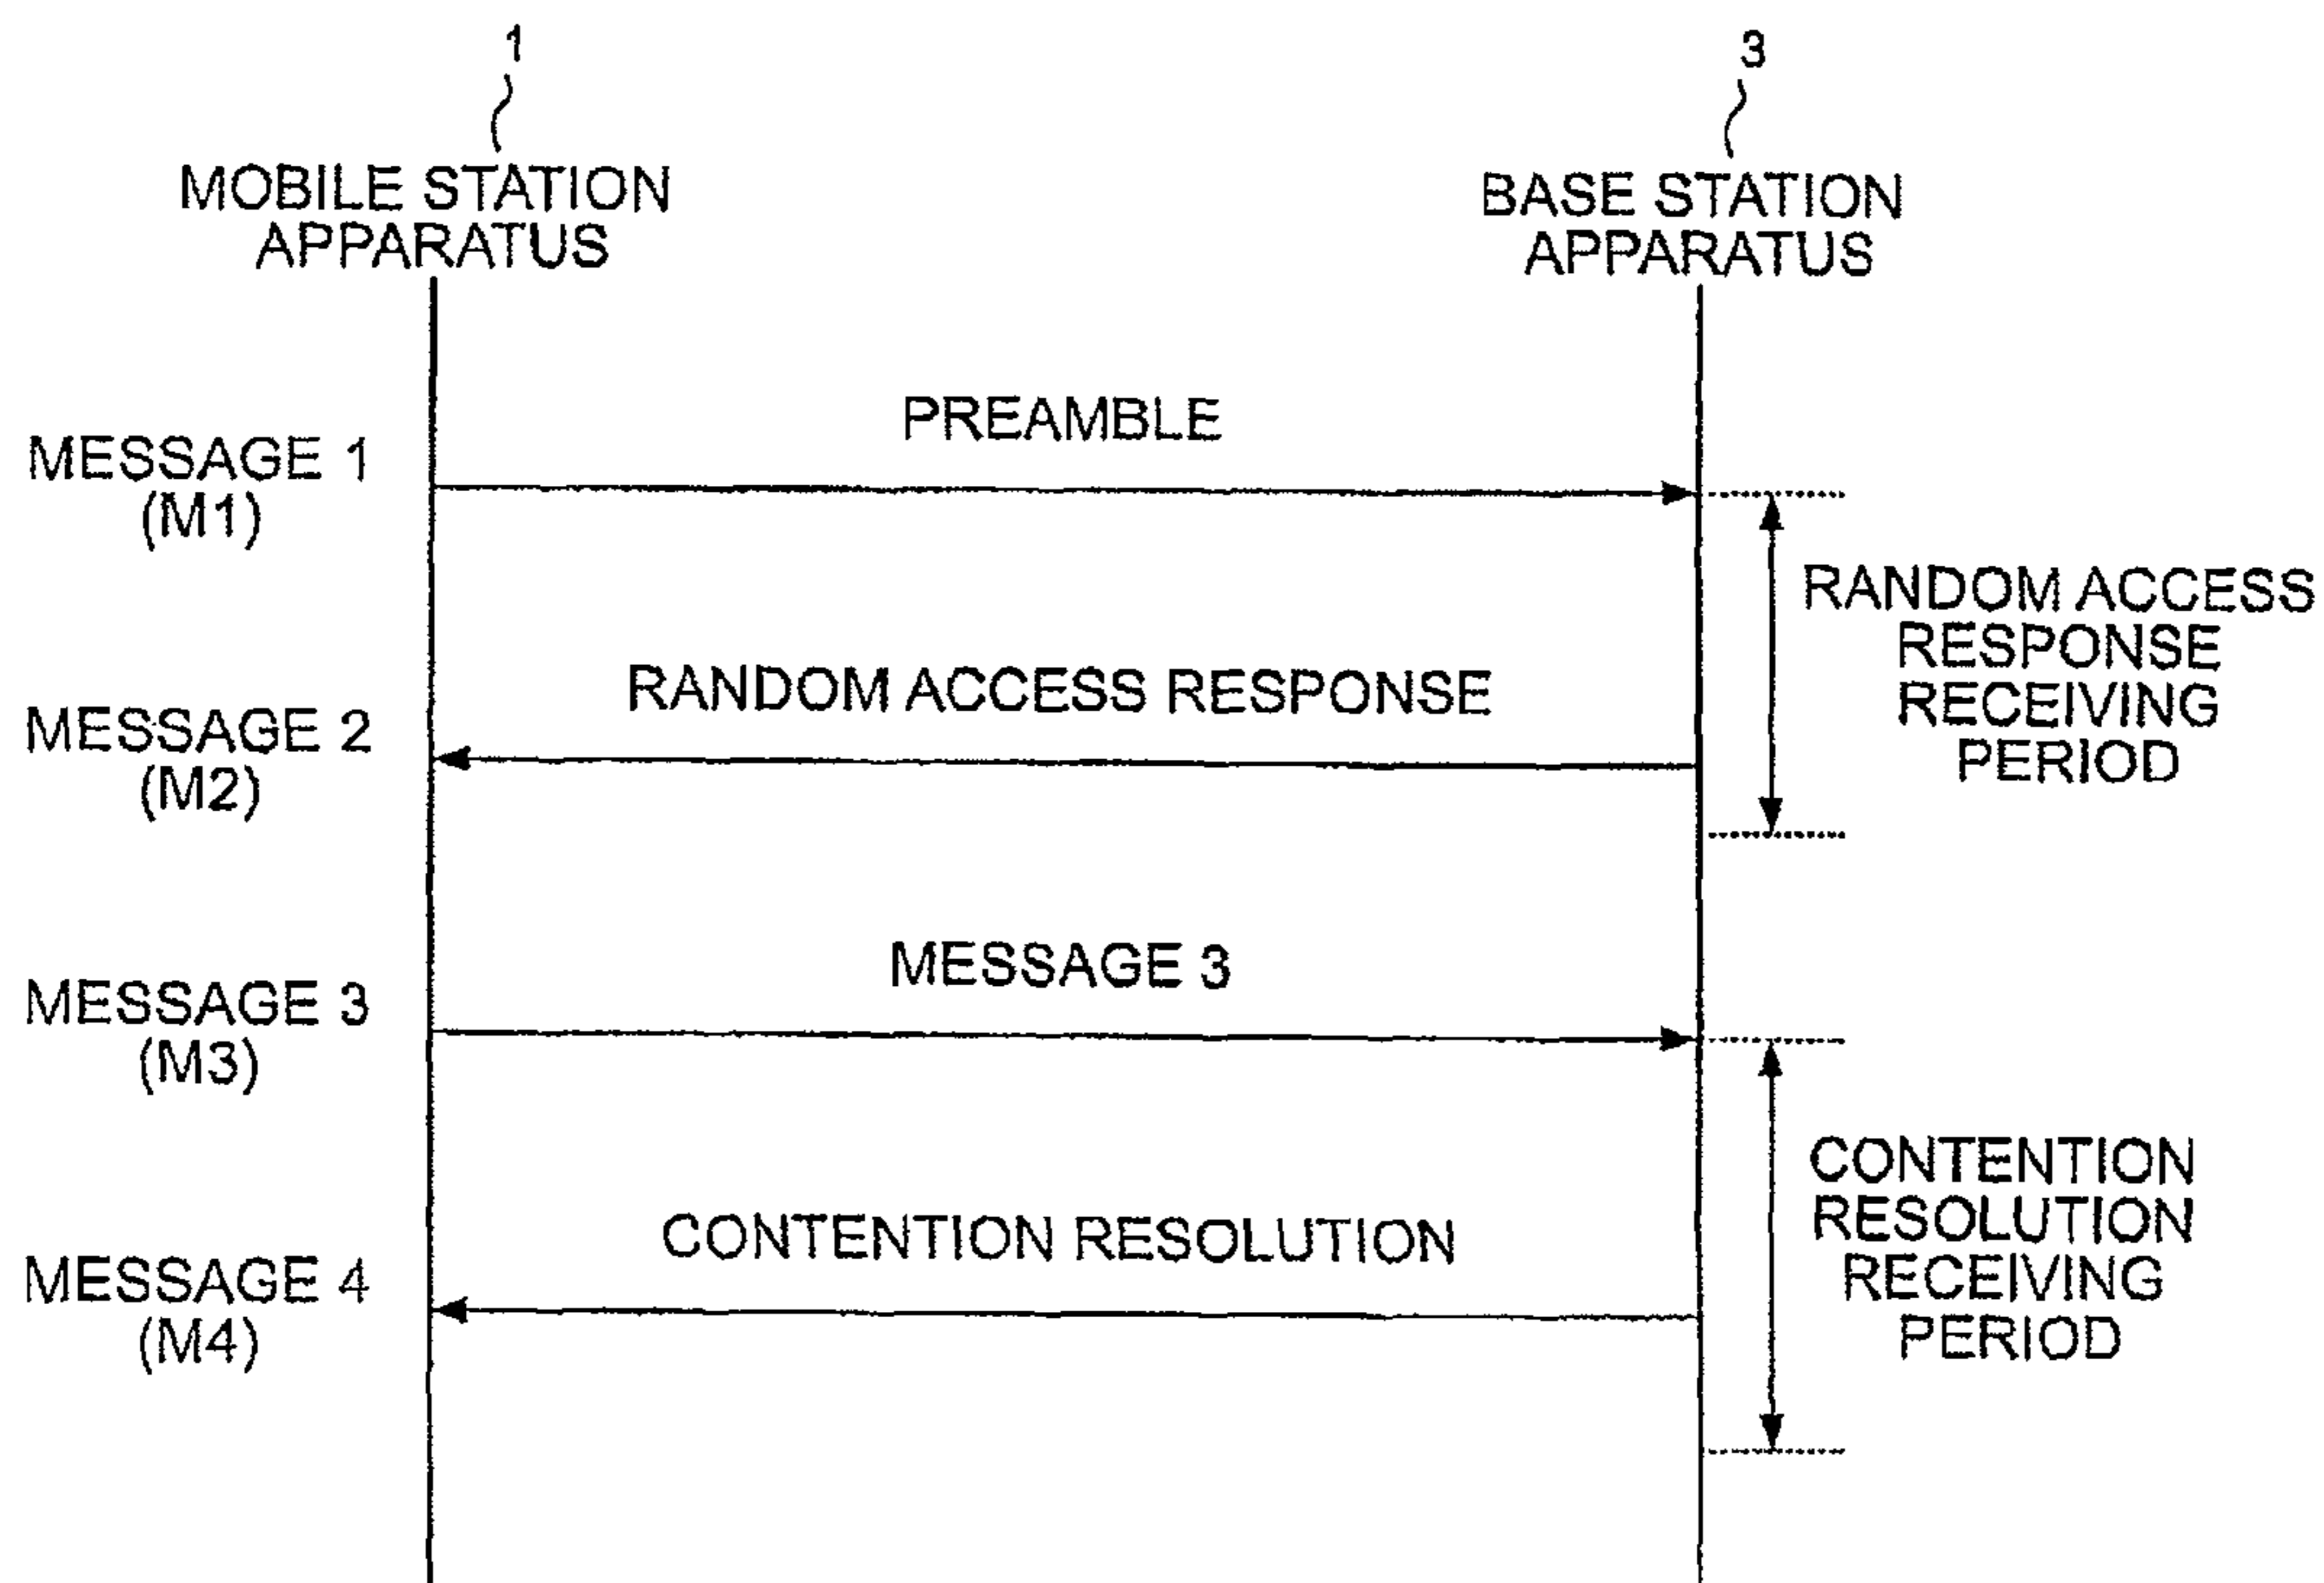 1
3
MOBILE STATION
APPARATUS
BASE STATION
APPARATUS
PREAMBLE
MESSAGE 1
(M1)
RANDOM ACCESS
RESPONSE
RECEIVING
PERIOD
RANDOM ACCESS RESPONSE
MESSAGE 2
(M2)
MESSAGE 3
MESSAGE 3
(M3)
CONTENTION
RESOLUTION
RECEIVING
PERIOD
CONTENTION RESOLUTION
MESSAGE 4
(M4)